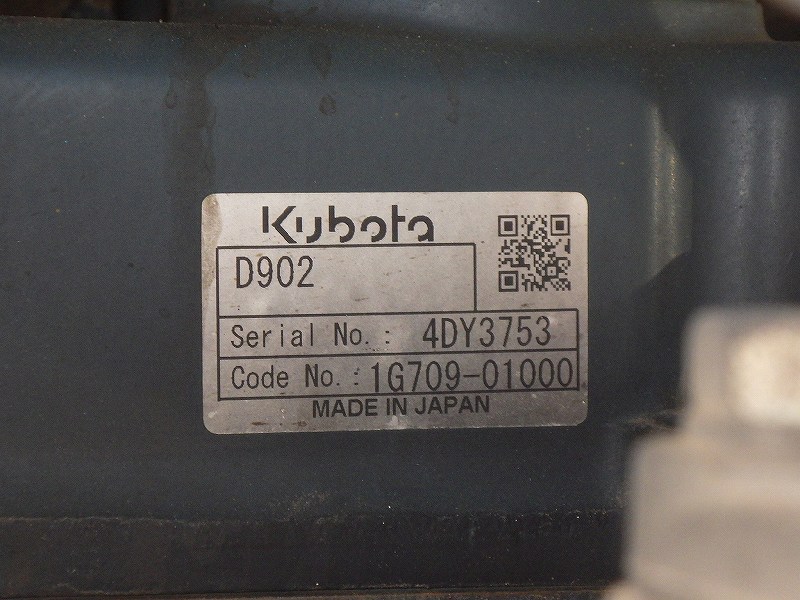 Kubota
D902
Serial No.: 4DY3753
Code No.: 1G709-01000
MADE IN JAPAN